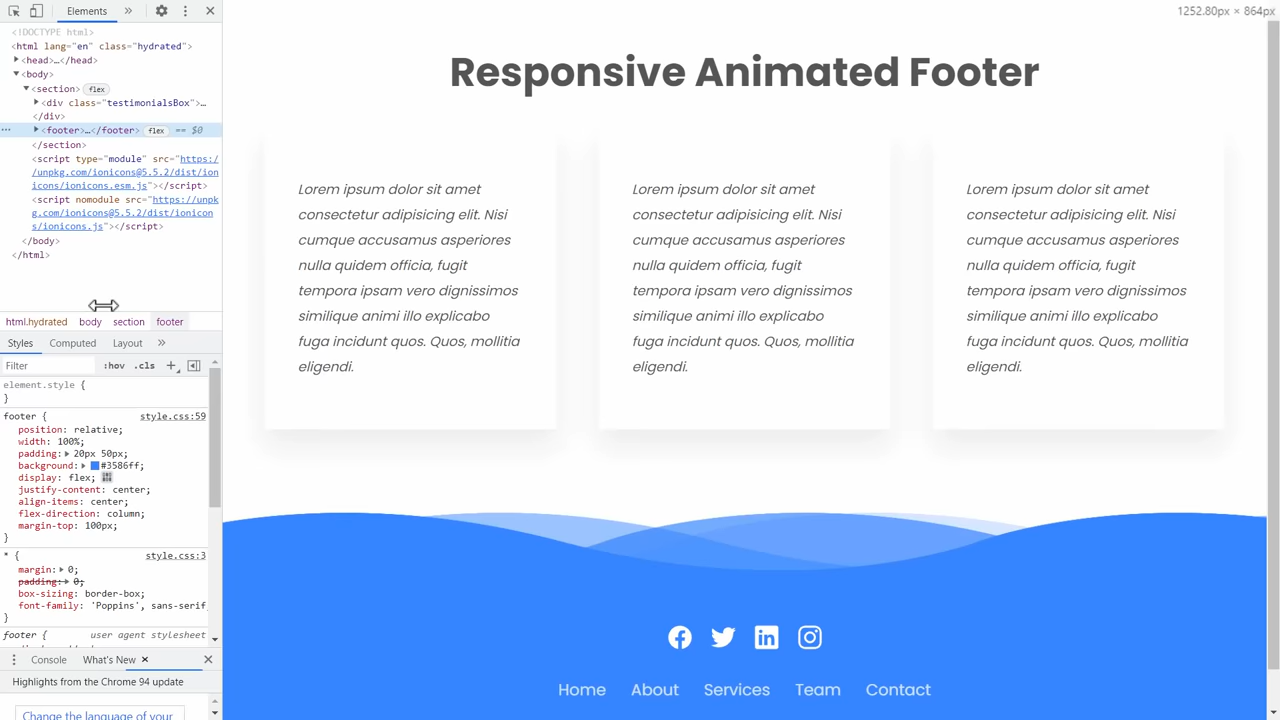 Elements
<!DOCTYPE html>
<html lang="en" class="hydrated">
<head>…</head>
<body>
<section> flex
<div class="testimonialsBox">…
</div>
<footer>…</footer> flex == $0
</section>
<script type="module" src="https:/
/unpkg.com/ionicons@5.5.2/dist/ion
icons/ionicons.esm.js"></script>
<script nomodule src="https://unpk
g.com/ionicons@5.5.2/dist/ionicon
s/ionicons.js"></script>
</body>
</html>
html.hydrated body section footer
Styles Computed Layout
Filter :hov .cls
element.style {
}
footer { style.css:59
position: relative;
width: 100%;
padding: 20px 50px;
background: #3586ff;
display: flex;
justify-content: center;
align-items: center;
flex-direction: column;
margin-top: 100px;
}
* { style.css:3
margin: 0;
padding: 0;
box-sizing: border-box;
font-family: 'Poppins', sans-serif
}
footer { user agent stylesheet
Console What's New
Highlights from the Chrome 94 update
Change the language of your
1252.80px × 864px
Responsive Animated Footer
Lorem ipsum dolor sit amet
consectetur adipisicing elit. Nisi
cumque accusamus asperiores
nulla quidem officia, fugit
tempora ipsam vero dignissimos
similique animi illo explicabo
fuga incidunt quos. Quos, mollitia
eligendi.
Lorem ipsum dolor sit amet
consectetur adipisicing elit. Nisi
cumque accusamus asperiores
nulla quidem officia, fugit
tempora ipsam vero dignissimos
similique animi illo explicabo
fuga incidunt quos. Quos, mollitia
eligendi.
Lorem ipsum dolor sit amet
consectetur adipisicing elit. Nisi
cumque accusamus asperiores
nulla quidem officia, fugit
tempora ipsam vero dignissimos
similique animi illo explicabo
fuga incidunt quos. Quos, mollitia
eligendi.
Home About Services Team Contact